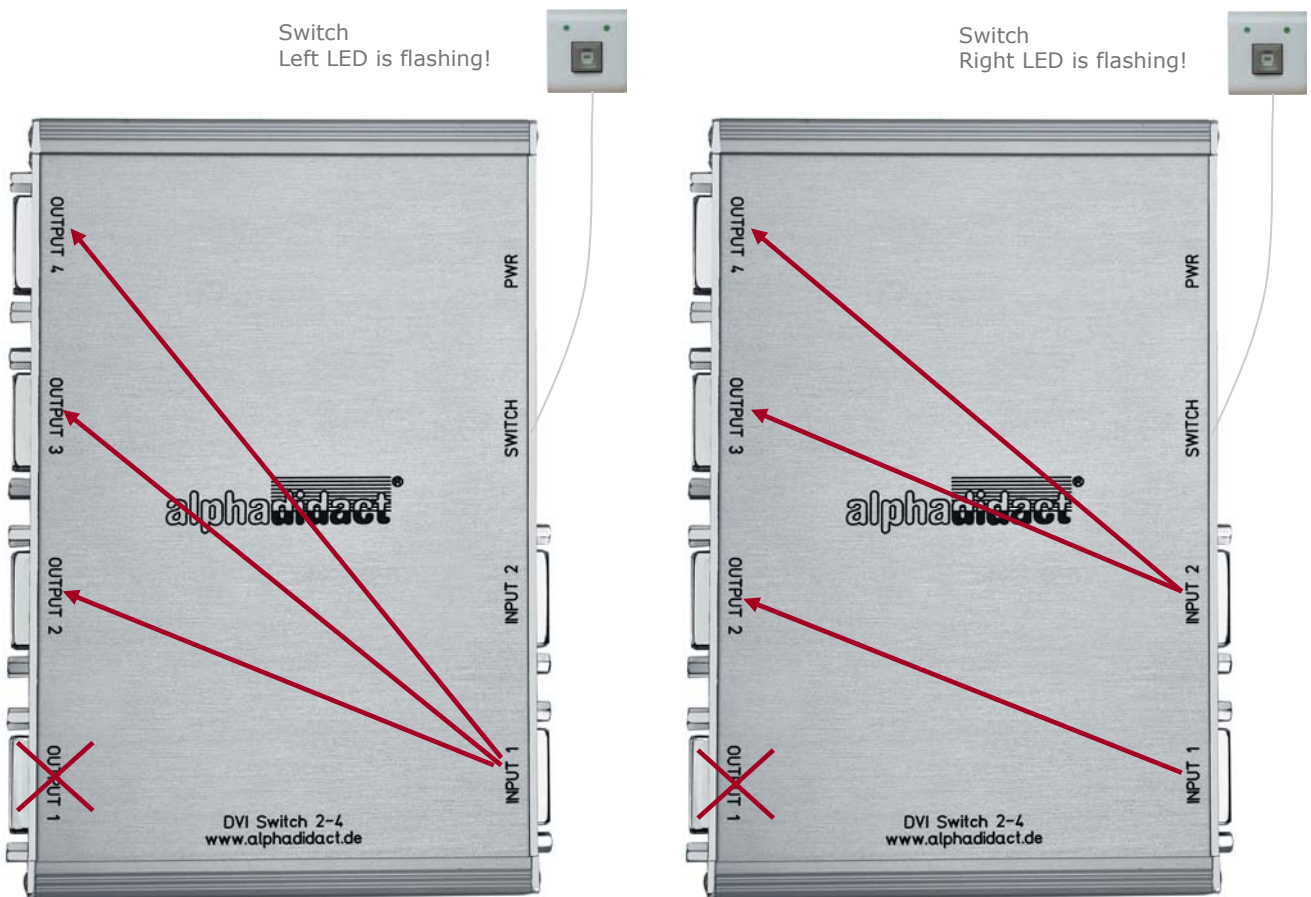 Switch
Left LED is flashing!
OUTPUT 4
PWR
OUTPUT 3
SWITCH
alphadidact®
OUTPUT 2
INPUT 2
OUTPUT 1
INPUT 1
DVI Switch 2-4
www.alphadidact.de
Switch
Right LED is flashing!
OUTPUT 4
PWR
OUTPUT 3
SWITCH
alphadidact®
OUTPUT 2
INPUT 2
OUTPUT 1
INPUT 1
DVI Switch 2-4
www.alphadidact.de